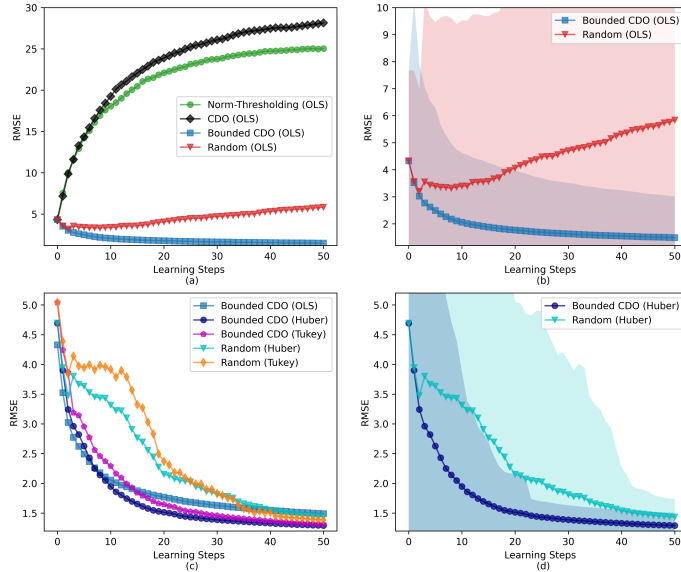 30
25
20
15
10
5
RMSE
Norm-Thresholding (OLS)
CDO (OLS)
Bounded CDO (OLS)
Random (OLS)
0 10 20 30 40 50
Learning Steps
(a)
10
9
8
7
6
5
4
3
2
RMSE
Bounded CDO (OLS)
Random (OLS)
0 10 20 30 40 50
Learning Steps
(b)
5.0
4.5
4.0
3.5
3.0
2.5
2.0
1.5
RMSE
Bounded CDO (OLS)
Bounded CDO (Huber)
Bounded CDO (Tukey)
Random (Huber)
Random (Tukey)
0 10 20 30 40 50
Learning Steps
(c)
5.0
4.5
4.0
3.5
3.0
2.5
2.0
1.5
RMSE
Bounded CDO (Huber)
Random (Huber)
0 10 20 30 40 50
Learning Steps
(d)